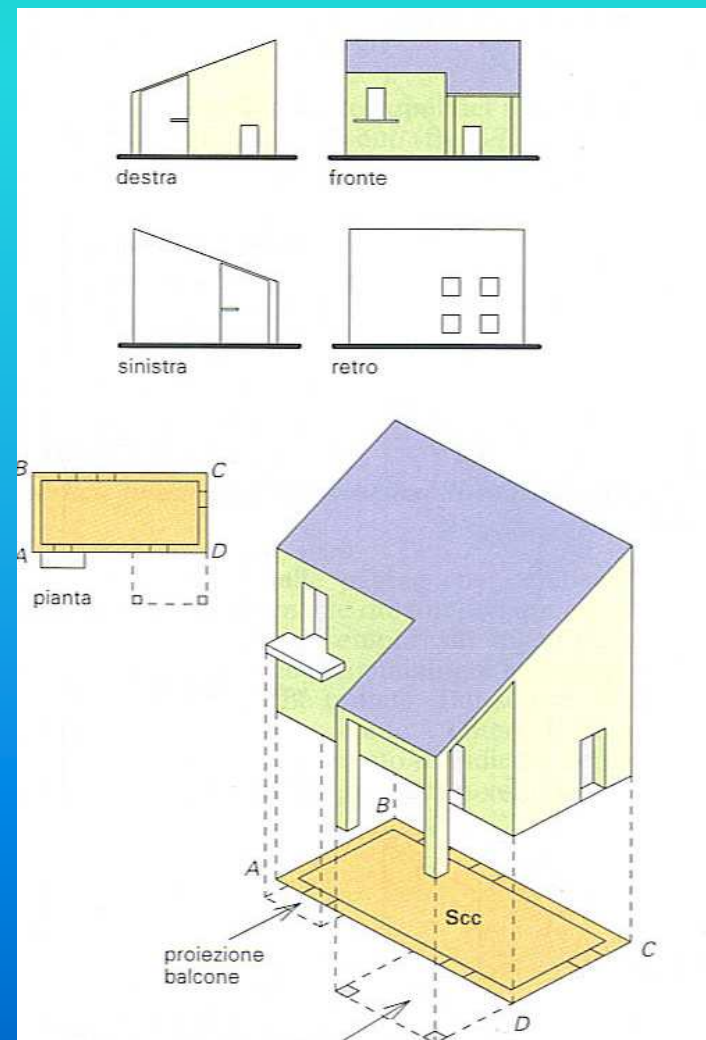 destra
fronte
sinistra
retro
B
C
A
D
pianta
B
A
Scc
C
proiezione
balcone
D